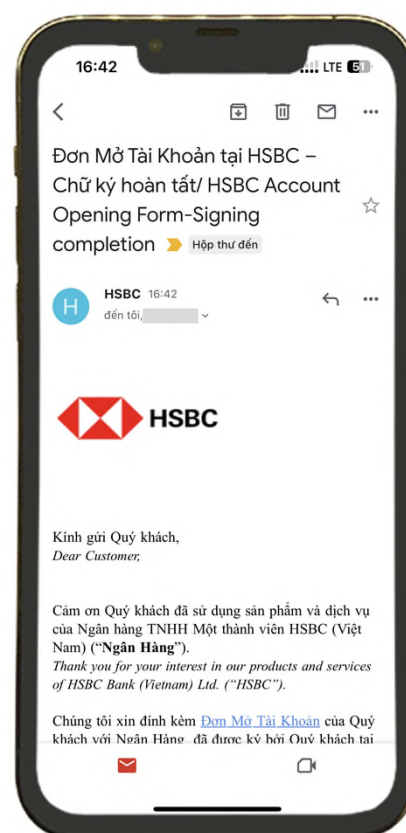 16:42 LTE 51
Đơn Mở Tài Khoản tại HSBC –
Chữ ký hoàn tất/ HSBC Account
Opening Form-Signing
completion Hộp thư đến
H HSBC 16:42
đến tôi,
HSBC
Kính gửi Quý khách,
Dear Customer,
Cảm ơn Quý khách đã sử dụng sản phẩm và dịch vụ
của Ngân hàng TNHH Một thành viên HSBC (Việt
Nam) (“Ngân Hàng”).
Thank you for your interest in our products and services
of HSBC Bank (Vietnam) Ltd. (“HSBC”).
Chúng tôi xin đính kèm Đơn Mở Tài Khoản của Quý
khách với Ngân Hàng đã được ký bởi Quý khách tại